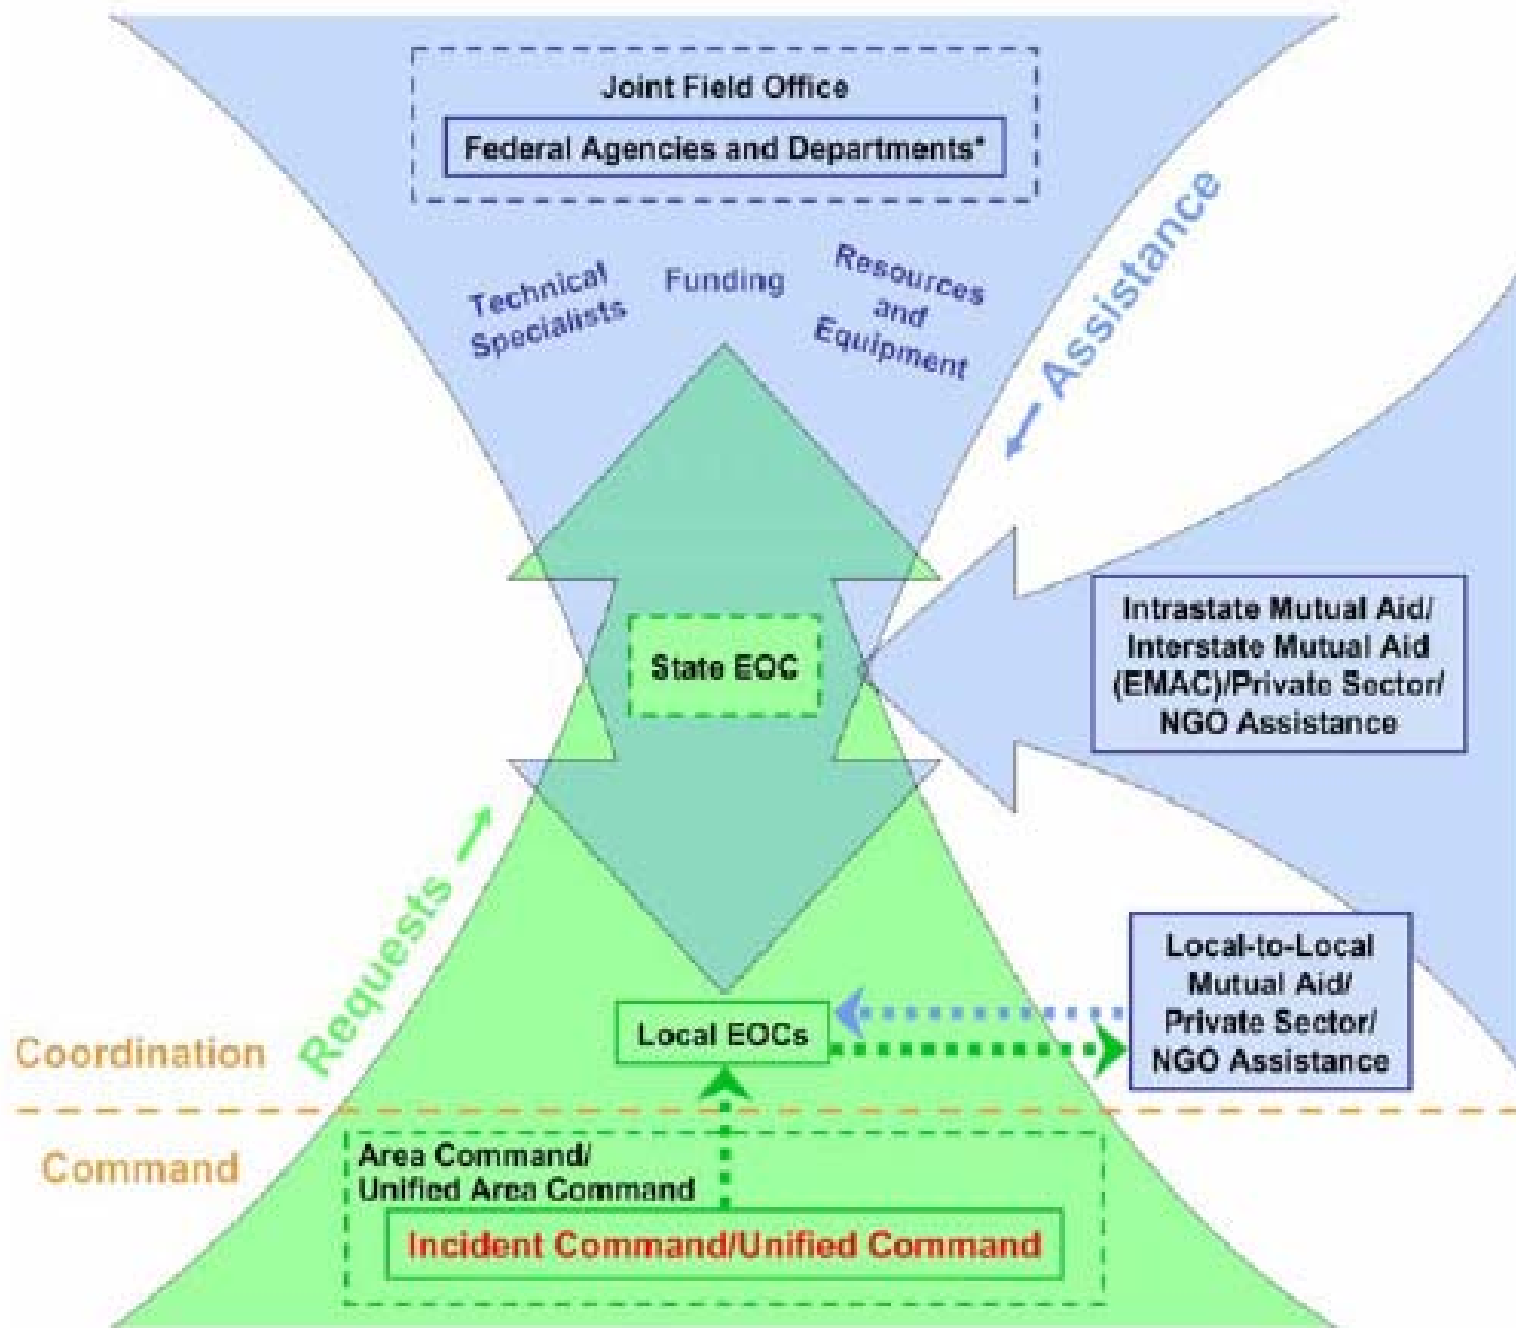 Joint Field Office
Federal Agencies and Departments*
Technical
Specialists
Funding
Resources
and
Equipment
Assistance
State EOC
Intrastate Mutual Aid/
Interstate Mutual Aid
(EMAC)/Private Sector/
NGO Assistance
Requests
Local-to-Local
Mutual Aid/
Private Sector/
NGO Assistance
Local EOCs
Coordination
Command
Area Command/
Unified Area Command
Incident Command/Unified Command